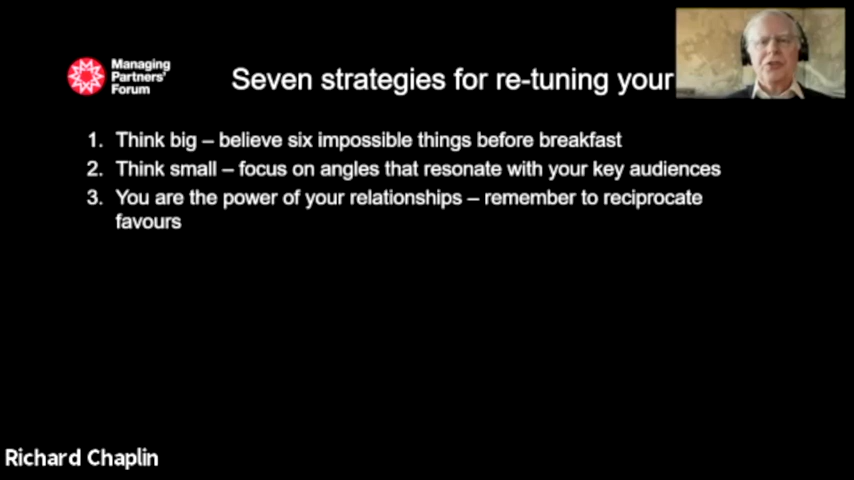 Managing
Partners'
Forum
Seven strategies for re-tuning your
1. Think big – believe six impossible things before breakfast
2. Think small – focus on angles that resonate with your key audiences
3. You are the power of your relationships – remember to reciprocate
favours
Richard Chaplin